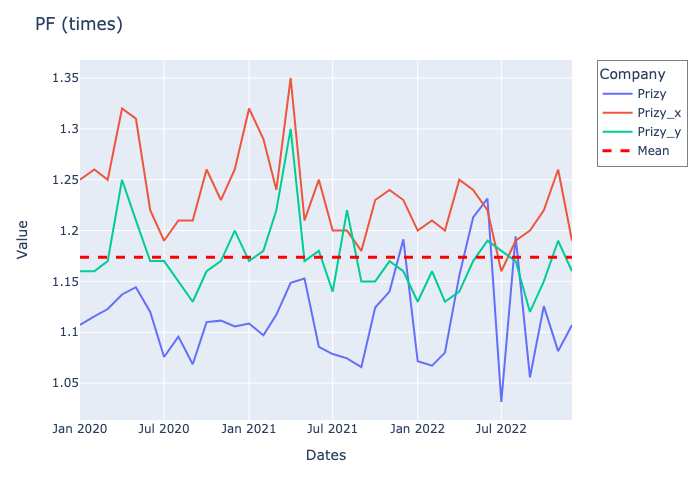 PF (times)
Company
Prizy
Prizy_x
Prizy_y
Mean
Value
1.35
1.3
1.25
1.2
1.15
1.1
1.05
Jan 2020
Jul 2020
Jan 2021
Jul 2021
Jan 2022
Jul 2022
Dates